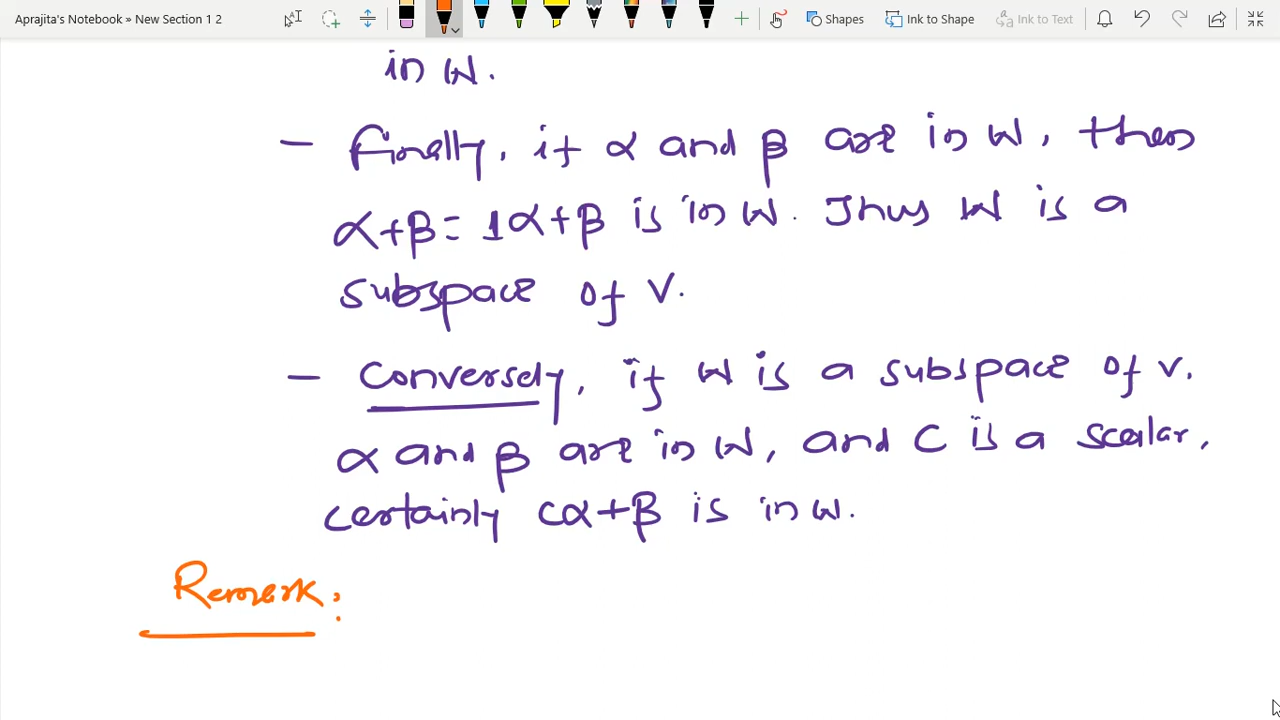 Aprajita's Notebook » New Section 1 2
Shapes
Ink to Shape
Ink to Text
in W.
— finally, if α and β are in W, then
α+β = 1α+β is in W. Thus W is a
subspace of V.
— Conversely, if W is a subspace of V.
α and β are in W, and C is a scalar,
certainly cα+β is in W.
Remark: